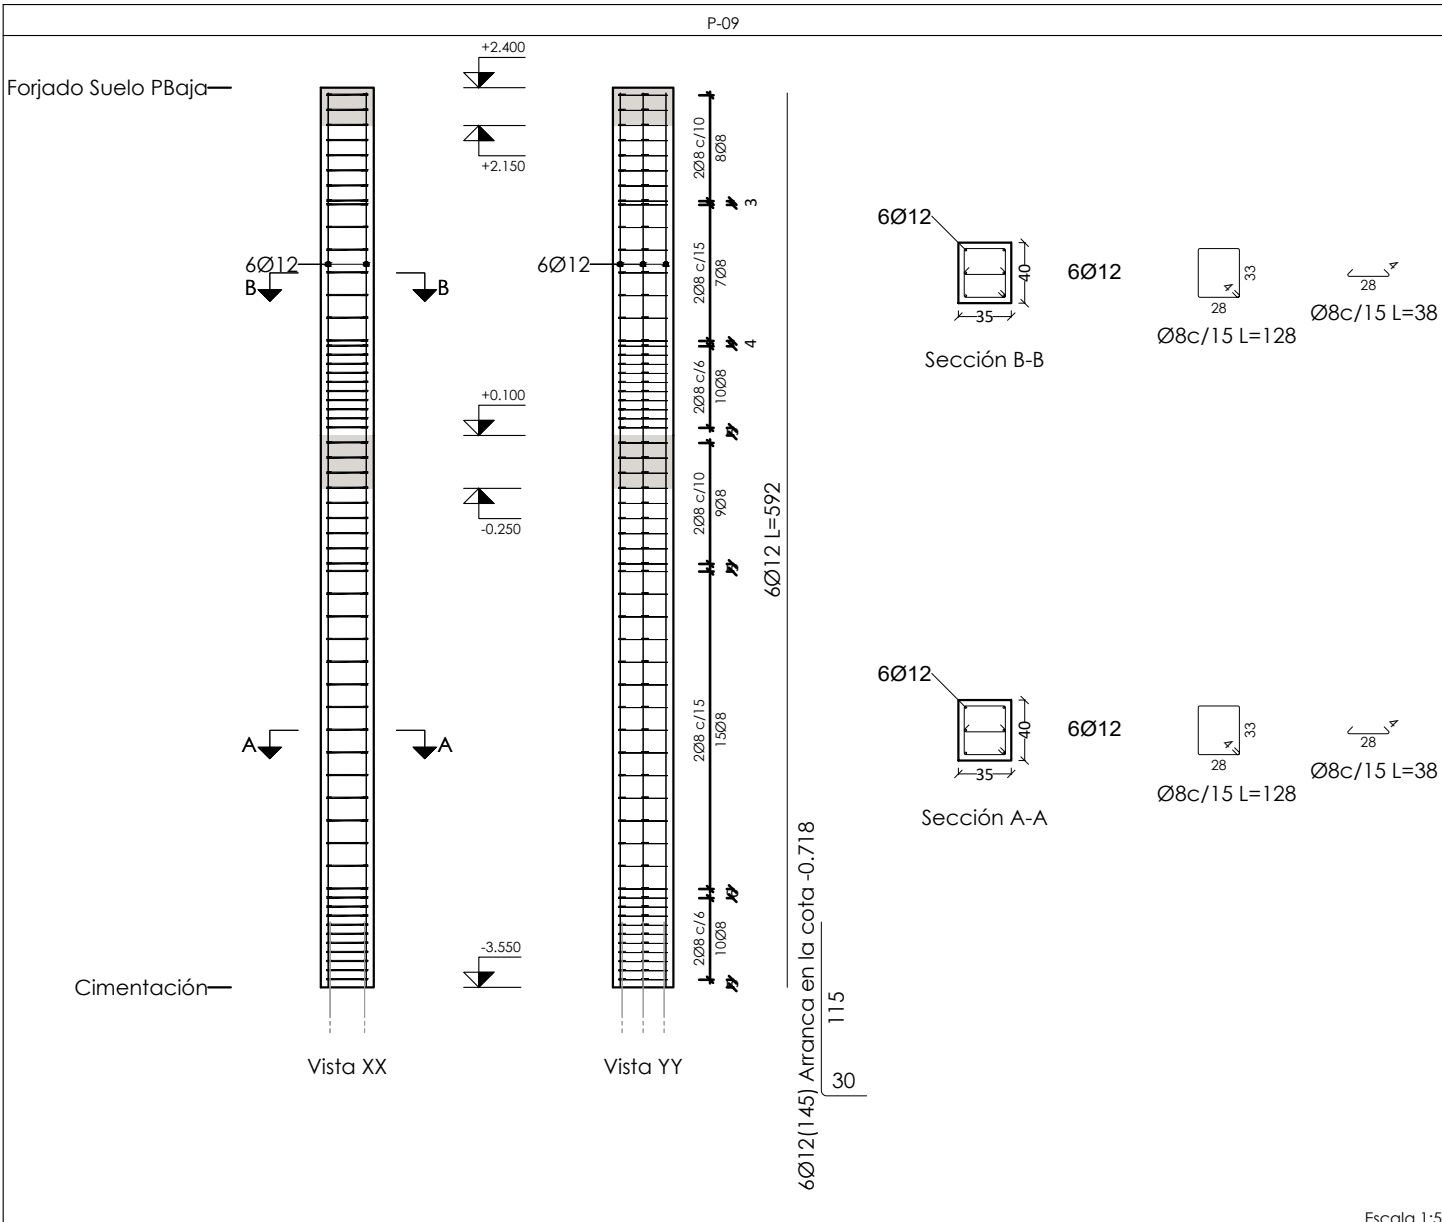 P-09
Forjado Suelo PBaja
+2.400
+2.150
2Ø8 c/10
8Ø8
3
6Ø12
6Ø12
B
B
2Ø8 c/15
7Ø8
4
2Ø8 c/6
10Ø8
+0.100
-0.250
2Ø8 c/10
9Ø8
6Ø12 L=592
A
A
2Ø8 c/15
15Ø8
2Ø8 c/6
10Ø8
-3.550
Cimentación
Vista XX
Vista YY
6Ø12(145) Arranca en la cota -0.718
115
30
6Ø12
40
35
6Ø12
Sección B-B
4
33
28
Ø8c/15 L=128
4
28
Ø8c/15 L=38
6Ø12
40
35
6Ø12
Sección A-A
4
33
28
Ø8c/15 L=128
4
28
Ø8c/15 L=38
Escala 1:5